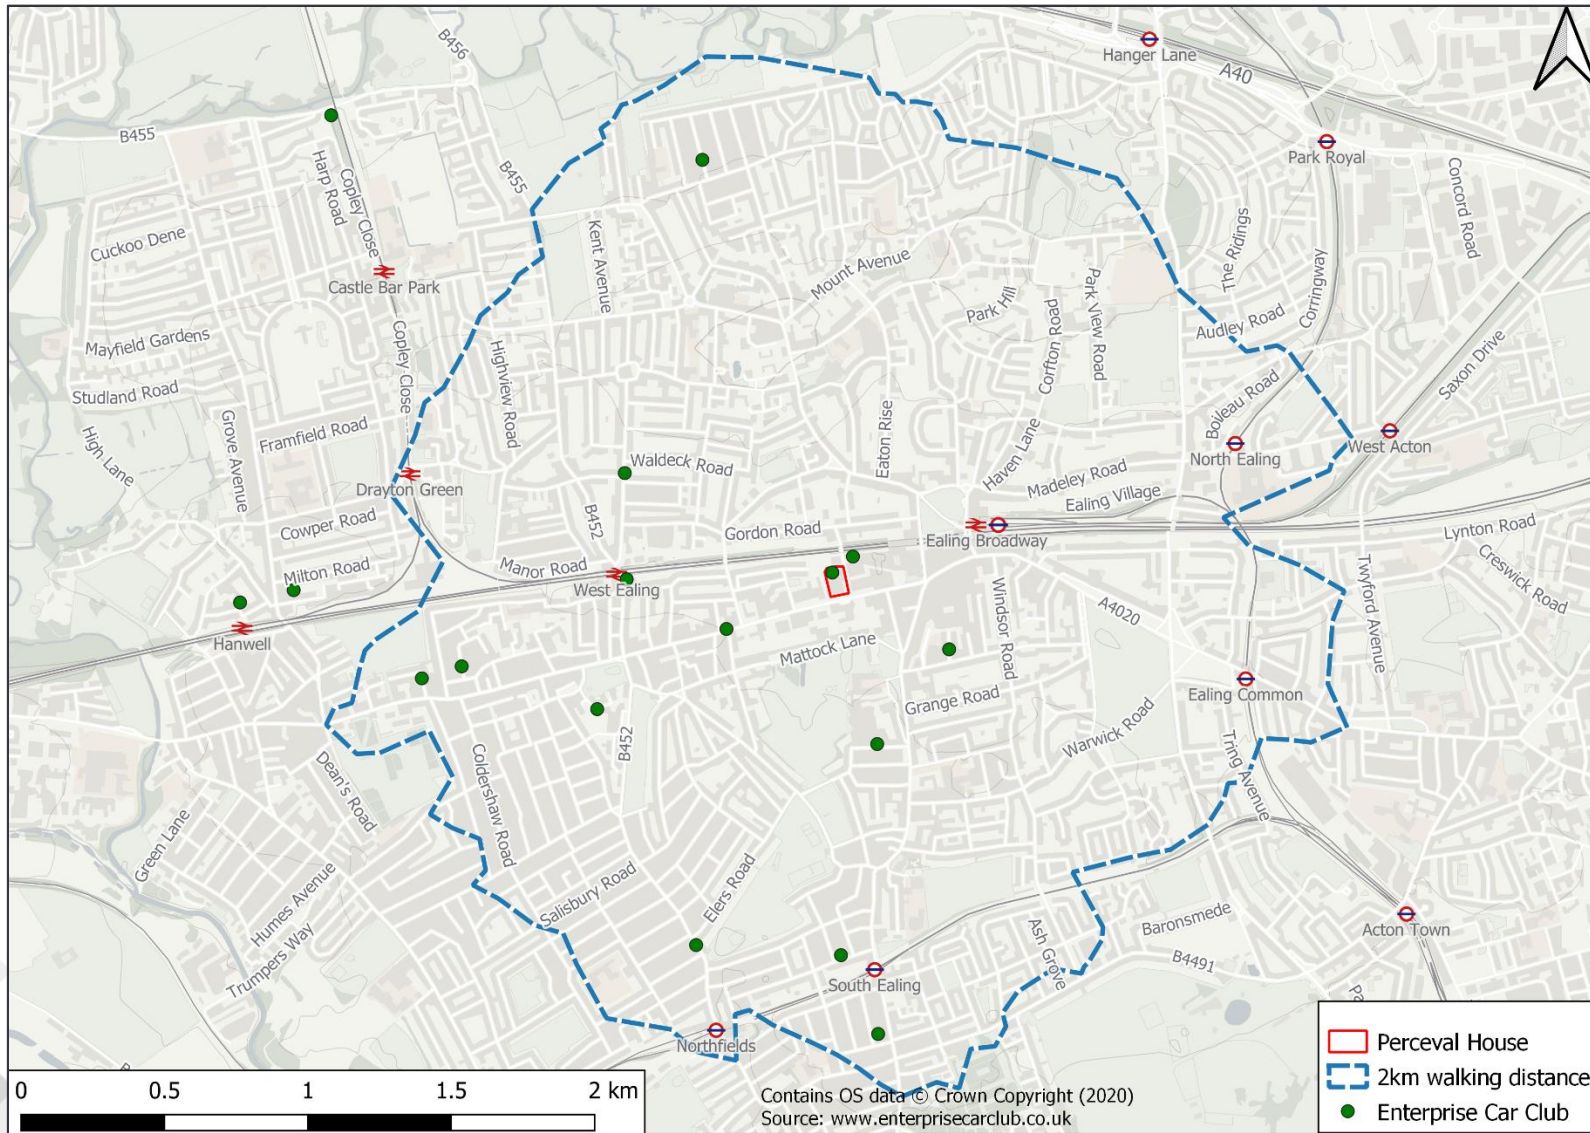 B456
Hanger Lane
A40
B455
Park Royal
Harp Road
Copley Close
B455
Concord Road
Cuckoo Dene
Kent Avenue
The Ridings
Mount Avenue
Castle Bar Park
Park Hill
Corfton Road
Park View Road
Corringway
Audley Road
Mayfield Gardens
Copley Close
Highview Road
Saxon Drive
Studland Road
Boileau Road
Grove Avenue
Framfield Road
High Lane
Eaton Rise
Haven Lane
West Acton
North Ealing
Waldeck Road
Madeley Road
Drayton Green
Ealing Village
Cowper Road
B452
Gordon Road
Ealing Broadway
Lynton Road
Milton Road
Manor Road
West Ealing
Creswick Road
Twyford Avenue
A4020
Windsor Road
Hanwell
Mattock Lane
Grange Road
Ealing Common
Warwick Road
B452
Dean's Road
Coldershaw Road
Tring Avenue
Green Lane
Salisbury Road
Elers Road
Humes Avenue
Trumpers Way
Ash Grove
Baronsmede
Acton Town
B4491
South Ealing
Northfields
Perceval House
2km walking distance
Enterprise Car Club
0 0.5 1 1.5 2 km
Contains OS data © Crown Copyright (2020)
Source: www.enterprisecarclub.co.uk